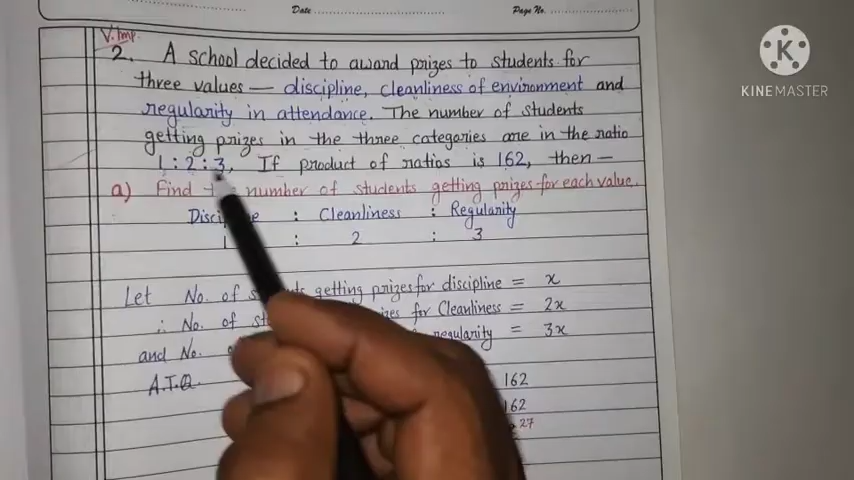 Date
Page No.
K
KINEMASTER
V. Imp.
2. A school decided to award prizes to students for
three values — discipline, cleanliness of environment and
regularity in attendance. The number of students
getting prizes in the three categories are in the ratio
1 : 2 : 3. If product of ratios is 162, then —
a) Find the number of students getting prizes for each value.
: Cleanliness : Regularity
1 : 2 : 3
Let No. of getting prizes for discipline = x
∴ No. of for Cleanliness = 2x
and No. regularity = 3x
A.T.Q. 162
162
27